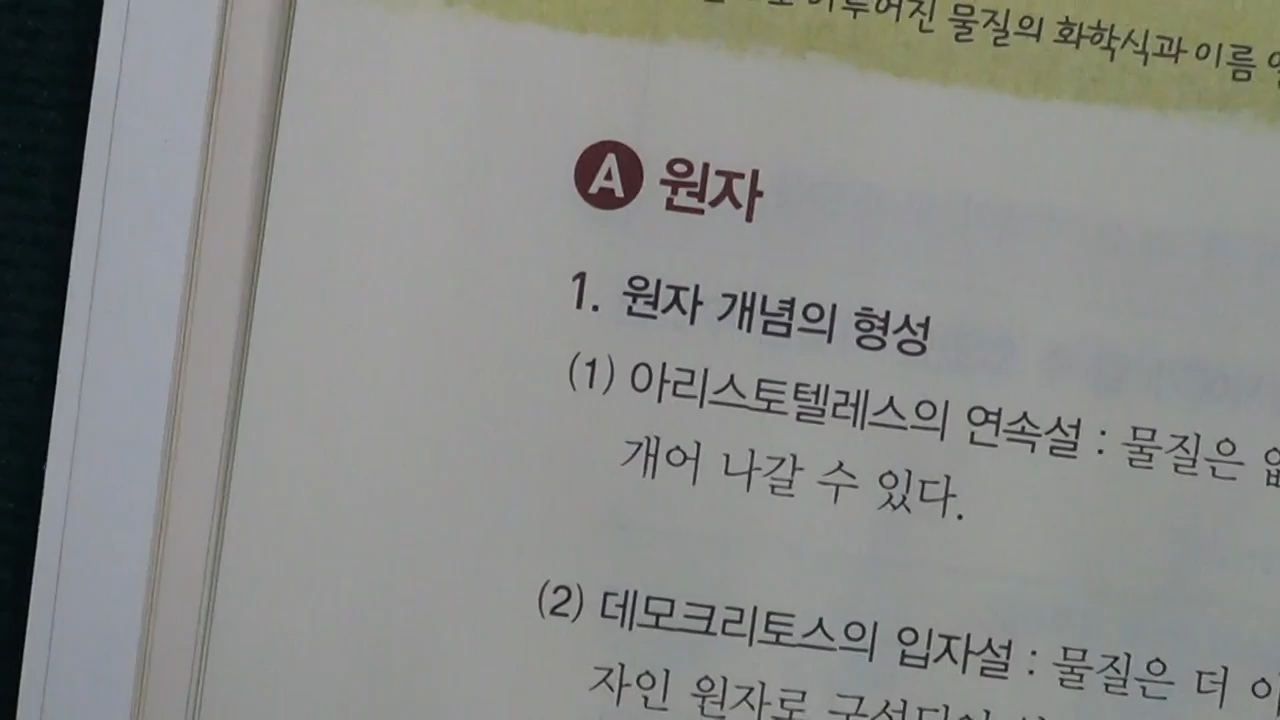 물질의 화학식과 이름
A 원자
1. 원자 개념의 형성
(1) 아리스토텔레스의 연속설 : 물질은
개어 나갈 수 있다.
(2) 데모크리토스의 입자설 : 물질은 더
자인 원자로